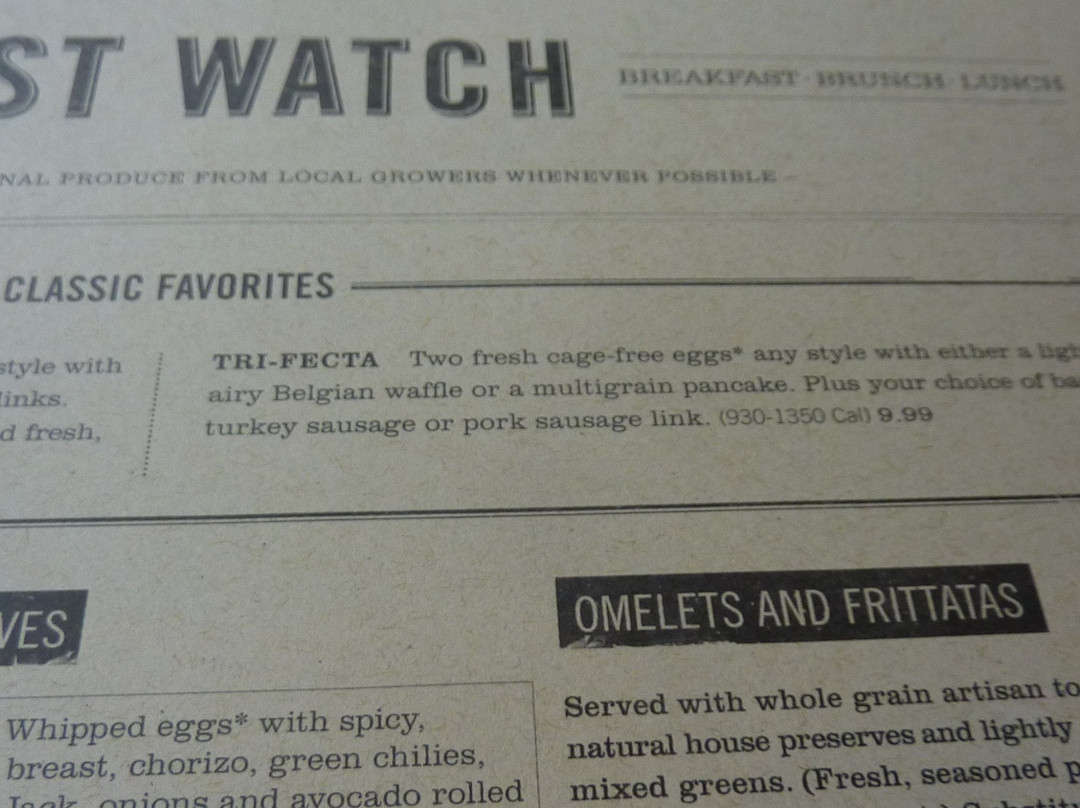 ST WATCH
BREAKFAST · BRUNCH · LUNCH
NAL PRODUCE FROM LOCAL GROWERS WHENEVER POSSIBLE –
CLASSIC FAVORITES
style with
links.
d fresh,
TRI-FECTA Two fresh cage-free eggs* any style with either a ligh
airy Belgian waffle or a multigrain pancake. Plus your choice of ba
turkey sausage or pork sausage link. (930-1350 Cal) 9.99
VES
Whipped eggs* with spicy,
breast, chorizo, green chilies,
Jack, onions and avocado rolled
OMELETS AND FRITTATAS
Served with whole grain artisan to
natural house preserves and lightly
mixed greens. (Fresh, seasoned p